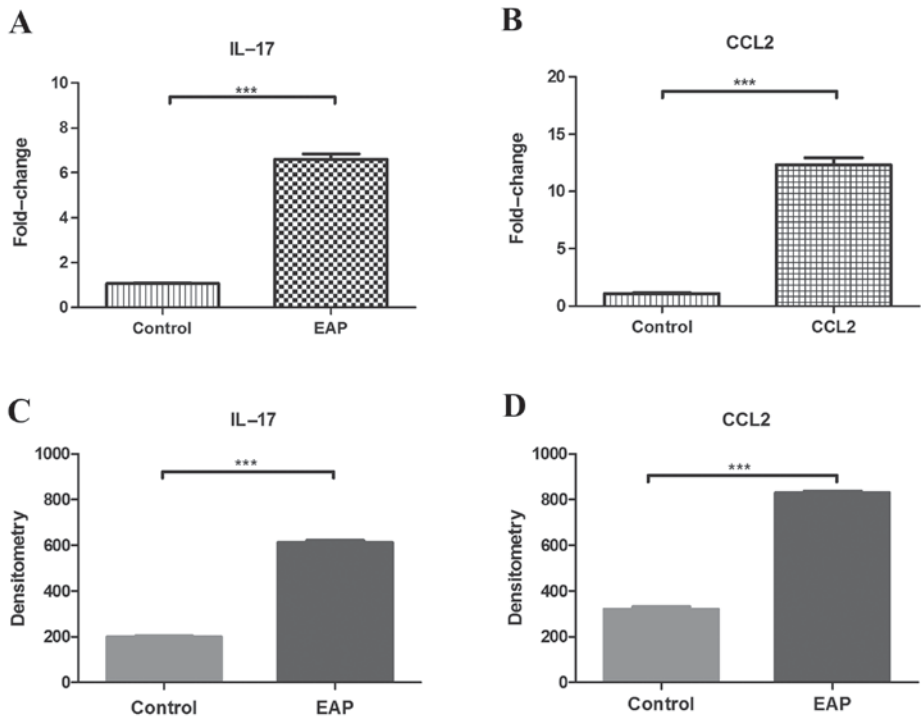 A
IL–17
Fold–change
10
8
6
4
2
0
***
Control
EAP
B
CCL2
Fold–change
20
15
10
5
0
***
Control
CCL2
C
IL–17
Densitometry
1000
800
600
400
200
0
***
Control
EAP
D
CCL2
Densitometry
1000
800
600
400
200
0
***
Control
EAP